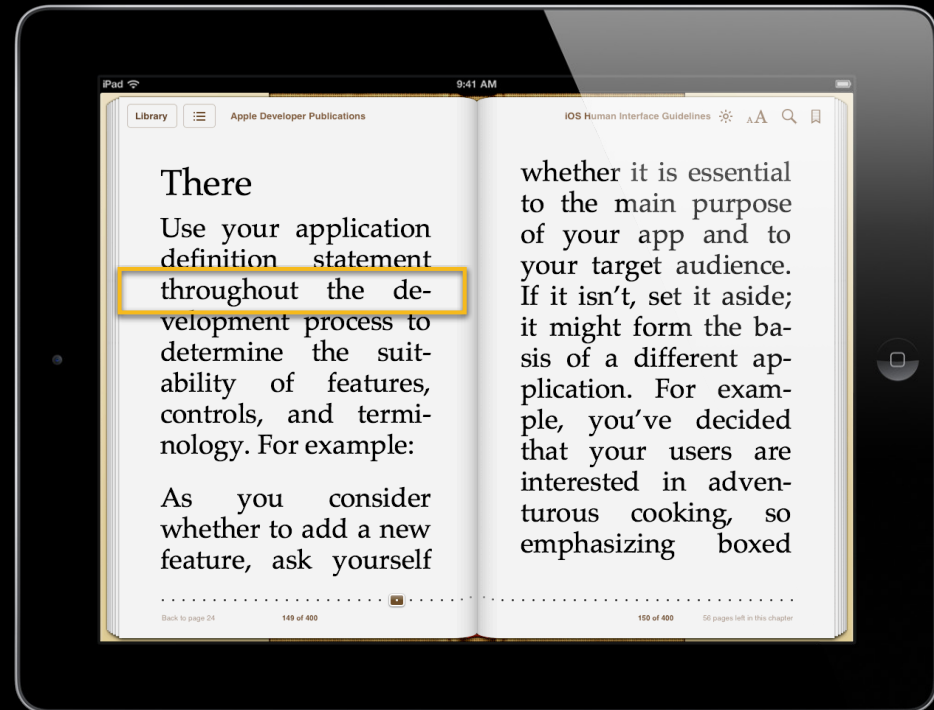 iPad 9:41 AM
Library Apple Developer Publications
iOS Human Interface Guidelines AA
There
Use your application
definition statement
throughout the de-
velopment process to
determine the suit-
ability of features,
controls, and termi-
nology. For example:
As you consider
whether to add a new
feature, ask yourself
Back to page 24 149 of 400
whether it is essential
to the main purpose
of your app and to
your target audience.
If it isn't, set it aside;
it might form the ba-
sis of a different ap-
plication. For exam-
ple, you've decided
that your users are
interested in adven-
turous cooking, so
emphasizing boxed
150 of 400 56 pages left in this chapter